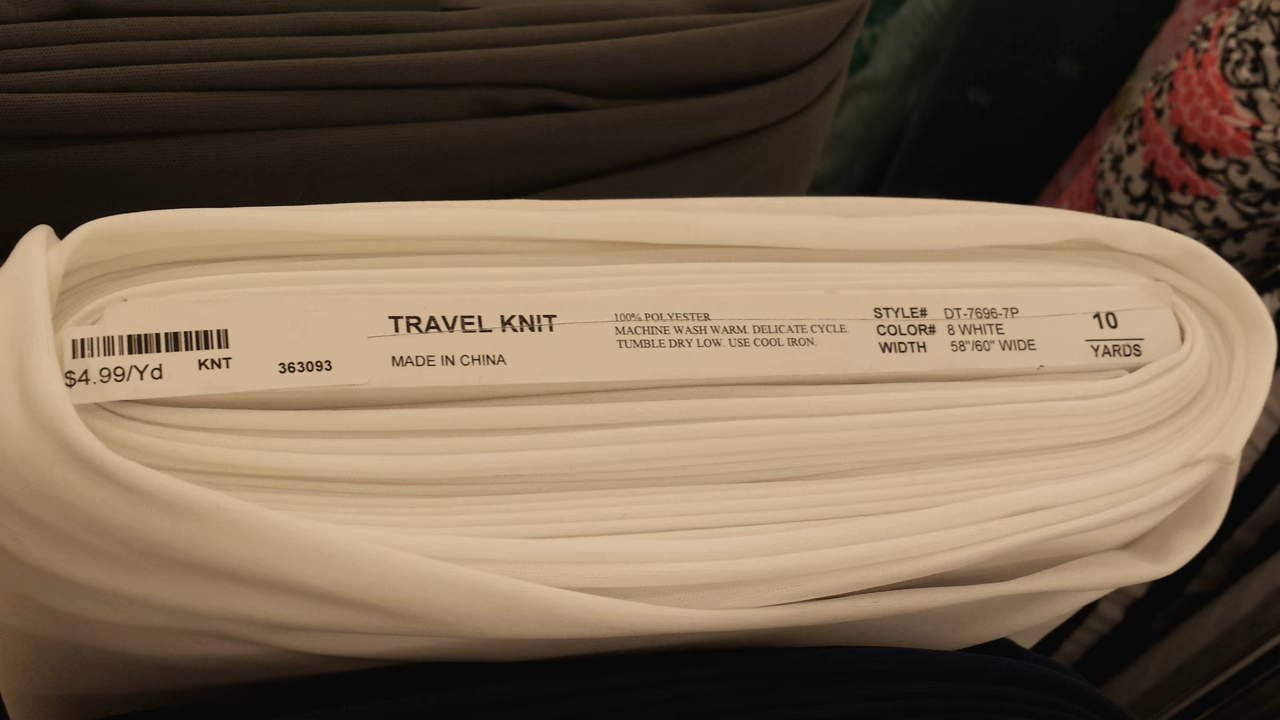 $4.99/Yd
KNT
363093
TRAVEL KNIT
MADE IN CHINA
100% POLYESTER
MACHINE WASH WARM. DELICATE CYCLE.
TUMBLE DRY LOW. USE COOL IRON.
STYLE# DT-7696-7P
COLOR# 8 WHITE
WIDTH 58"/60" WIDE
10
YARDS